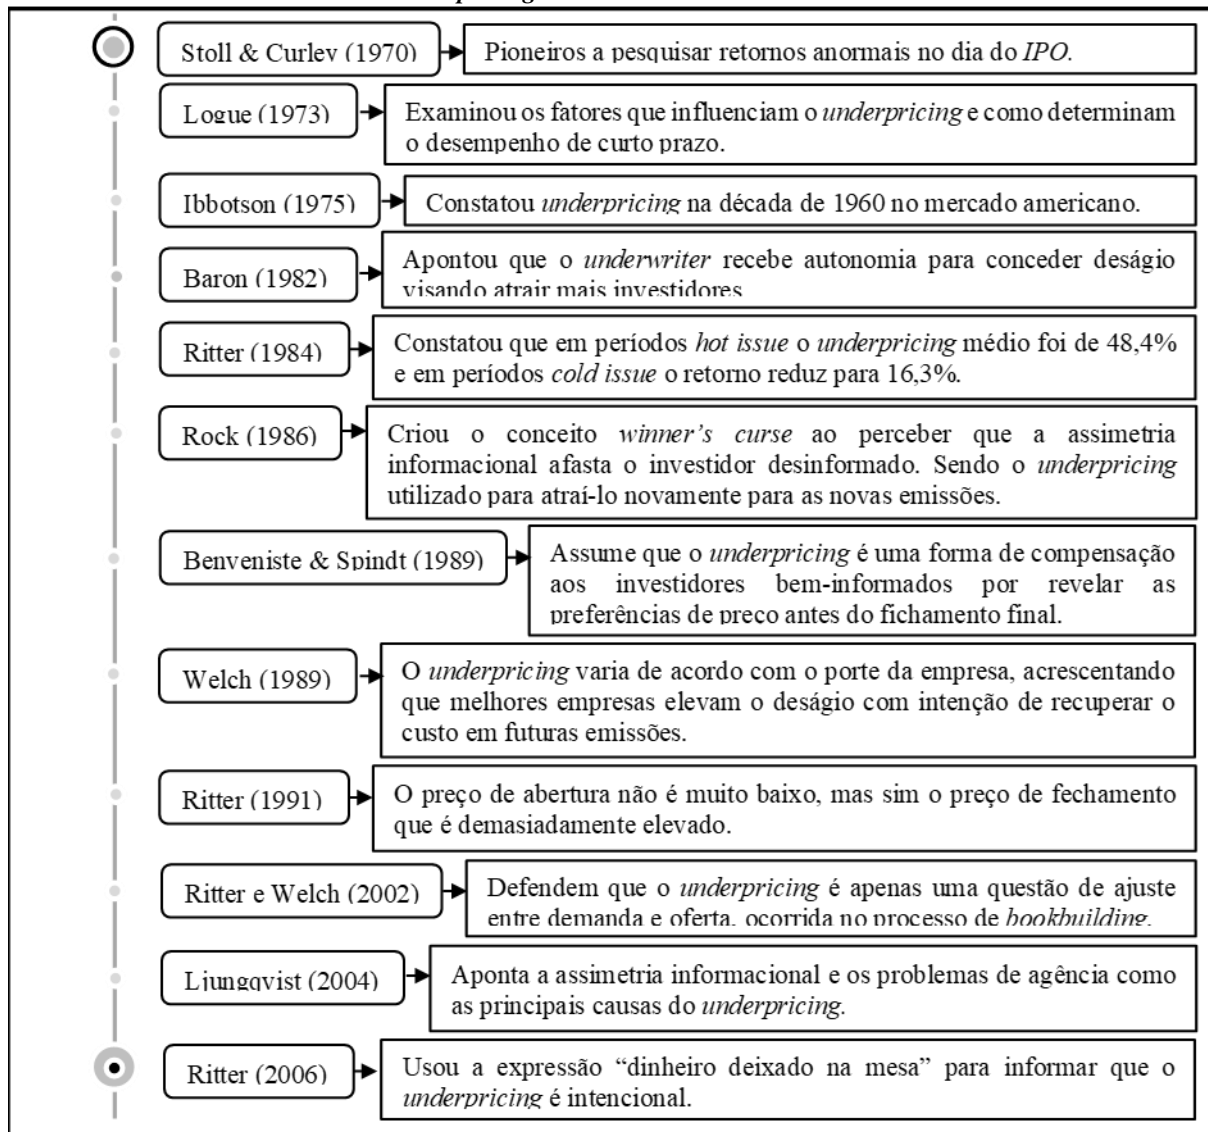 Stoll & Curley (1970)
Pioneiros a pesquisar retornos anormais no dia do IPO.
Logue (1973)
Examinou os fatores que influenciam o underpricing e como determinam
o desempenho de curto prazo.
Ibbotson (1975)
Constatou underpricing na década de 1960 no mercado americano.
Baron (1982)
Apontou que o underwriter recebe autonomia para conceder deságio
visando atrair mais investidores
Ritter (1984)
Constatou que em períodos hot issue o underpricing médio foi de 48,4%
e em períodos cold issue o retorno reduz para 16,3%.
Rock (1986)
Criou o conceito winner’s curse ao perceber que a assimetria
informacional afasta o investidor desinformado. Sendo o underpricing
utilizado para atraí-lo novamente para as novas emissões.
Benveniste & Spindt (1989)
Assume que o underpricing é uma forma de compensação
aos investidores bem-informados por revelar as
preferências de preço antes do fichamento final.
Welch (1989)
O underpricing varia de acordo com o porte da empresa, acrescentando
que melhores empresas elevam o deságio com intenção de recuperar o
custo em futuras emissões.
Ritter (1991)
O preço de abertura não é muito baixo, mas sim o preço de fechamento
que é demasiadamente elevado.
Ritter e Welch (2002)
Defendem que o underpricing é apenas uma questão de ajuste
entre demanda e oferta, ocorrida no processo de bookbuilding.
Ljungqvist (2004)
Aponta a assimetria informacional e os problemas de agência como
as principais causas do underpricing.
Ritter (2006)
Usou a expressão “dinheiro deixado na mesa” para informar que o
underpricing é intencional.